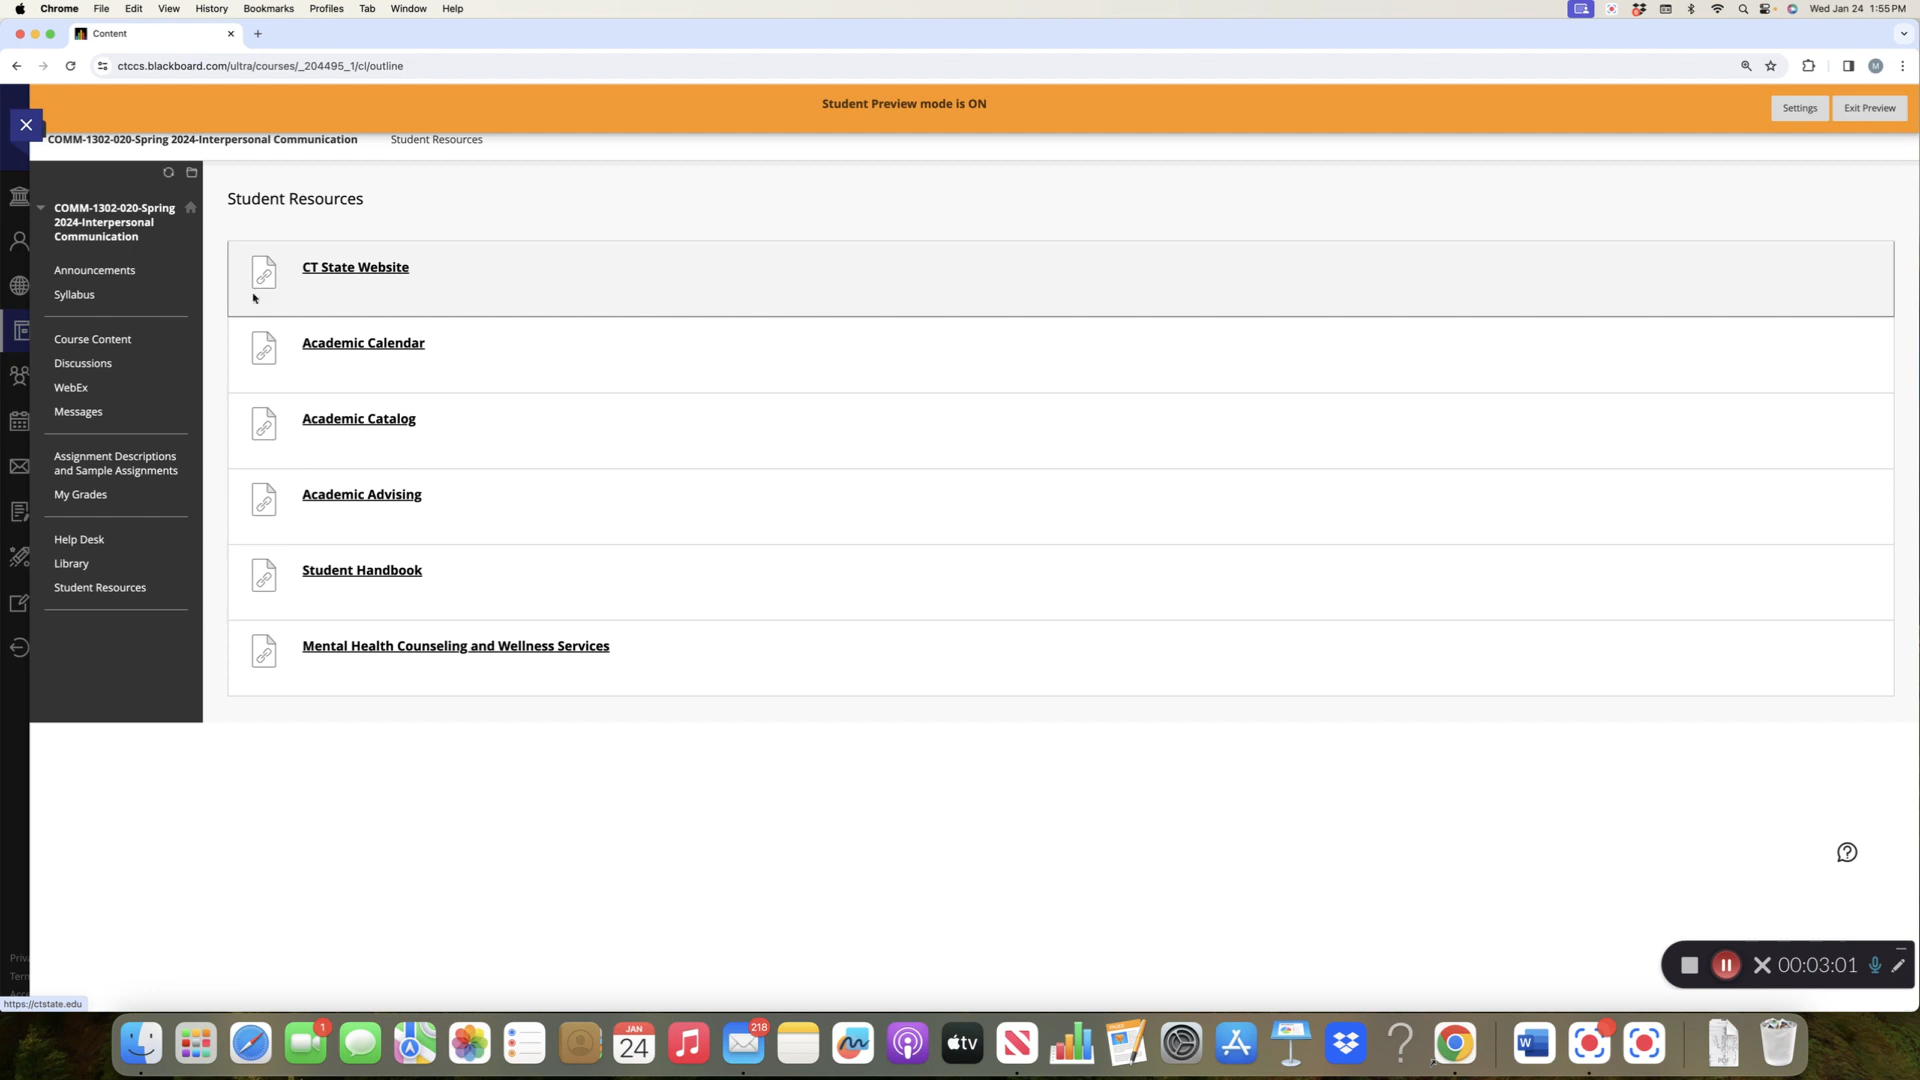 Chrome File Edit View History Bookmarks Profiles Tab Window Help Wed Jan 24 1:55 PM
Content
ctccs.blackboard.com/ultra/courses/_204495_1/cl/outline M
Student Preview mode is ON
Settings Exit Preview
COMM-1302-020-Spring 2024-Interpersonal Communication Student Resources
COMM-1302-020-Spring
2024-Interpersonal
Communication
Announcements
Syllabus
Course Content
Discussions
WebEx
Messages
Assignment Descriptions
and Sample Assignments
My Grades
Help Desk
Library
Student Resources
Student Resources
CT State Website
Academic Calendar
Academic Catalog
Academic Advising
Student Handbook
Mental Health Counseling and Wellness Services
Priv
Tern
https://ctstate.edu
00:03:01
1
JAN
24
218
tv
W
PDF